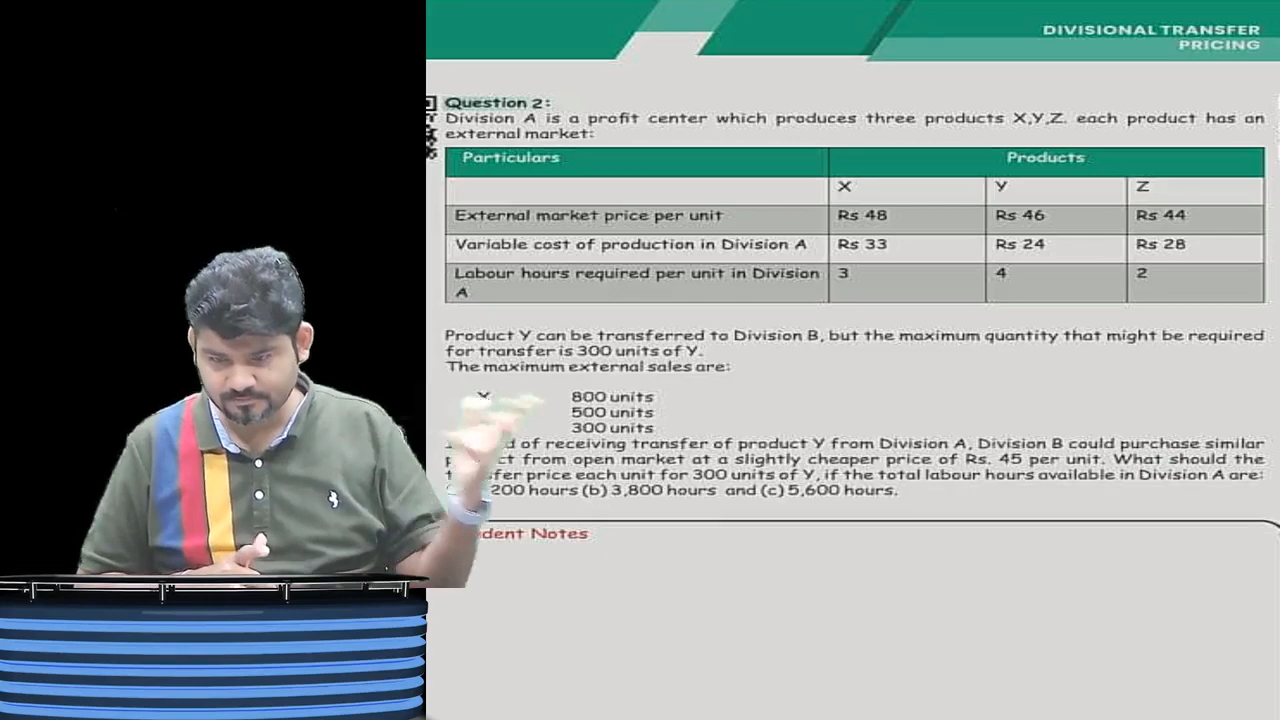 DIVISIONAL TRANSFER
PRICING
Question 2:
Division A is a profit center which produces three products X,Y,Z. each product has an
external market:
Particulars Products
X Y Z
External market price per unit Rs 48 Rs 46 Rs 44
Variable cost of production in Division A Rs 33 Rs 24 Rs 28
Labour hours required per unit in Division 3 4 2
A
Product Y can be transferred to Division B, but the maximum quantity that might be required
for transfer is 300 units of Y.
The maximum external sales are:
800 units
500 units
300 units
of receiving transfer of product Y from Division A, Division B could purchase similar
from open market at a slightly cheaper price of Rs. 45 per unit. What should the
price each unit for 300 units of Y, if the total labour hours available in Division A are:
200 hours (b) 3,800 hours and (c) 5,600 hours.
Notes